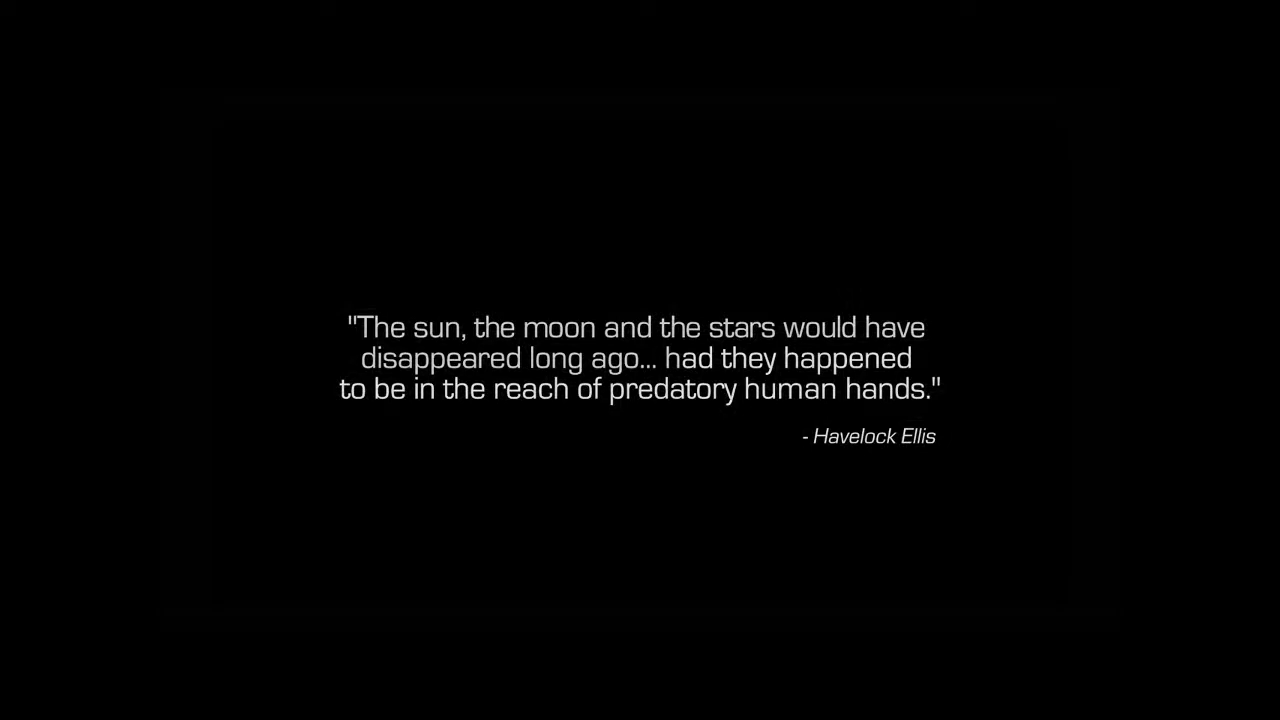 "The sun, the moon and the stars would have
disappeared long ago... had they happened
to be in the reach of predatory human hands."
- Havelock Ellis